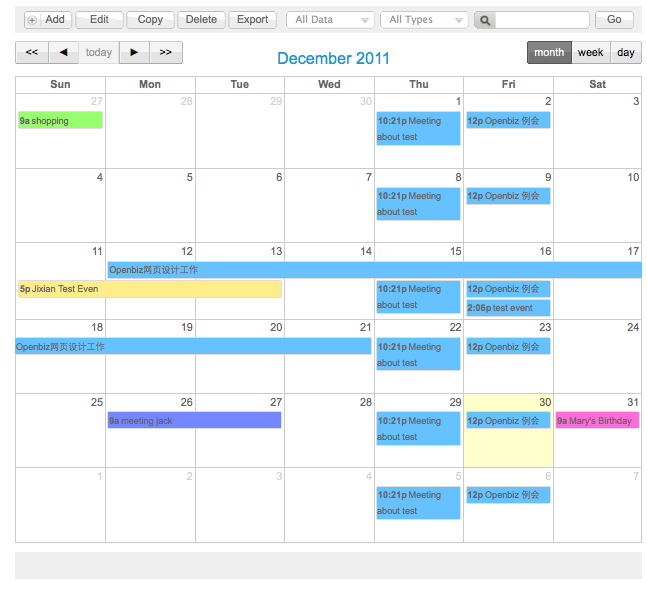 Add Edit Copy Delete Export All Data All Types Go
<< ◀ today ▶ >> December 2011 month week day
Sun Mon Tue Wed Thu Fri Sat
27 28 29 30 1 2 3
9a shopping 10:21p Meeting 12p Openbiz 例会
about test
4 5 6 7 8 9 10
10:21p Meeting 12p Openbiz 例会
about test
11 12 13 14 15 16 17
Openbiz网页设计工作
5p Jixian Test Even 10:21p Meeting 12p Openbiz 例会
about test 2:06p test event
18 19 20 21 22 23 24
Openbiz网页设计工作 10:21p Meeting 12p Openbiz 例会
about test
25 26 27 28 29 30 31
9a meeting jack 10:21p Meeting 12p Openbiz 例会 9a Mary's Birthday
about test
1 2 3 4 5 6 7
10:21p Meeting 12p Openbiz 例会
about test